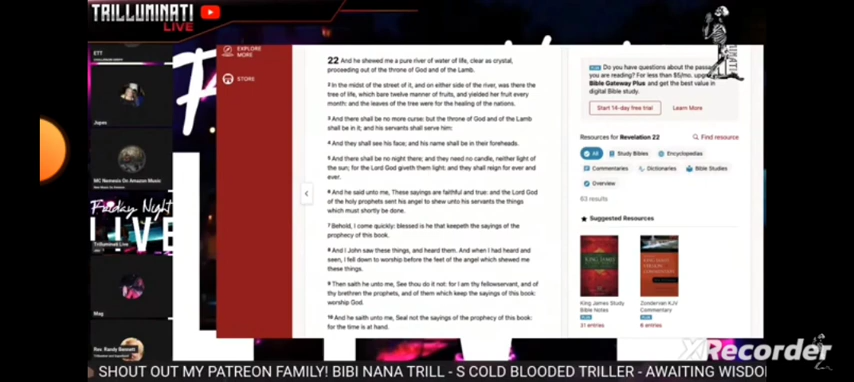 TRILLUMINATI
LIVE
ETT
Jopes
MC Nemesis On Amazon Music
Friday Night
LIVE
Trilluminati Live
Mag
Rev. Randy Bennett
EXPLORE
MORE
STORE
22 And he shewed me a pure river of water of life, clear as crystal,
proceeding out of the throne of God and of the Lamb.
2 In the midst of the street of it, and on either side of the river, was there the
tree of life, which bare twelve manner of fruits, and yielded her fruit every
month: and the leaves of the tree were for the healing of the nations.
3 And there shall be no more curse: but the throne of God and of the Lamb
shall be in it; and his servants shall serve him:
4 And they shall see his face; and his name shall be in their foreheads.
5 And there shall be no night there; and they need no candle, neither light of
the sun; for the Lord God giveth them light: and they shall reign for ever and
ever.
6 And he said unto me, These sayings are faithful and true: and the Lord God
of the holy prophets sent his angel to shew unto his servants the things
which must shortly be done.
7 Behold, I come quickly: blessed is he that keepeth the sayings of the
prophecy of this book.
8 And I John saw these things, and heard them. And when I had heard and
seen, I fell down to worship before the feet of the angel which shewed me
these things.
9 Then saith he unto me, See thou do it not: for I am thy fellowservant, and of
thy brethren the prophets, and of them which keep the sayings of this book:
worship God.
10 And he saith unto me, Seal not the sayings of the prophecy of this book:
for the time is at hand.
PLUS Do you have questions about the passage
you are reading? For less than $5/mo. upgrade
Bible Gateway Plus and get the best value in
digital Bible study.
Start 14-day free trial Learn More
Resources for Revelation 22 Find resource
All Study Bibles Encyclopedias
Commentaries Dictionaries Bible Studies
Overview
63 results
Suggested Resources
King James Study
Bible Notes
PLUS
31 entries
Zondervan KJV
Commentary
PLUS
6 entries
XRecorder
SHOUT OUT MY PATREON FAMILY! BIBI NANA TRILL - S COLD BLOODED TRILLER - AWAITING WISDO